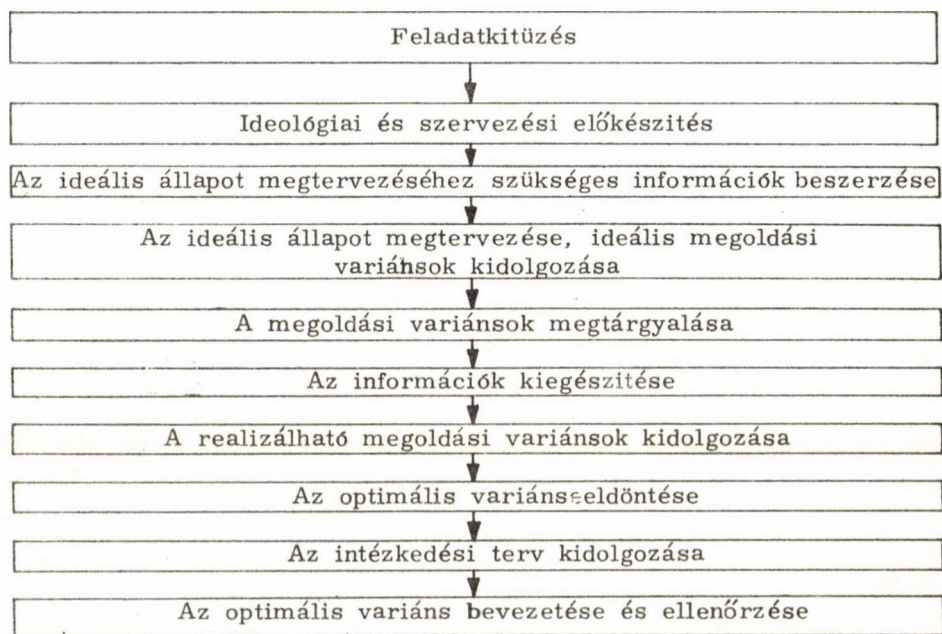 Feladatkitüzés
Ideológiai és szervezési előkészités
Az ideális állapot megtervezéséhez szükséges információk beszerzése
Az ideális állapot megtervezése, ideális megoldási
variánsok kidolgozása
A megoldási variánsok megtárgyalása
Az információk kiegészitése
A realizálható megoldási variánsok kidolgozása
Az optimális variáns eldöntése
Az intézkedési terv kidolgozása
Az optimális variáns bevezetése és ellenőrzése